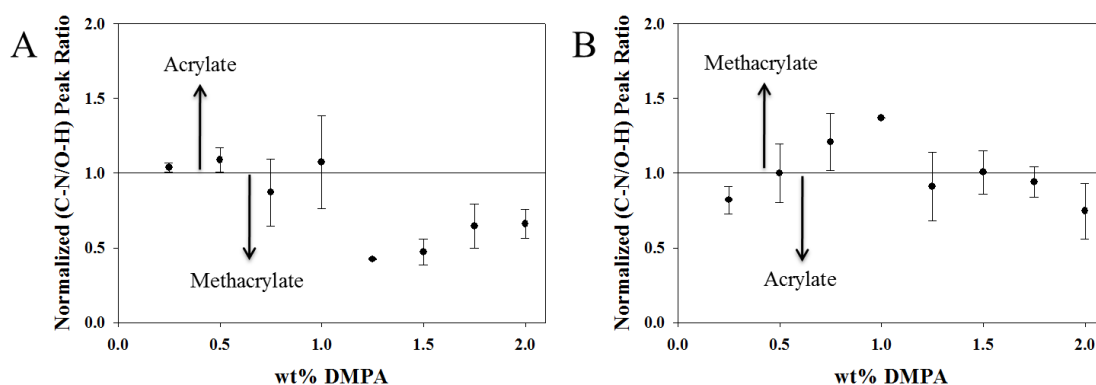 A
Normalized (C-N/O-H) Peak Ratio
2.0
1.5
1.0
0.5
0.0
Acrylate
Methacrylate
0.0 0.5 1.0 1.5 2.0
wt% DMPA
B
Normalized (C-N/O-H) Peak Ratio
2.0
1.5
1.0
0.5
0.0
Methacrylate
Acrylate
0.0 0.5 1.0 1.5 2.0
wt% DMPA